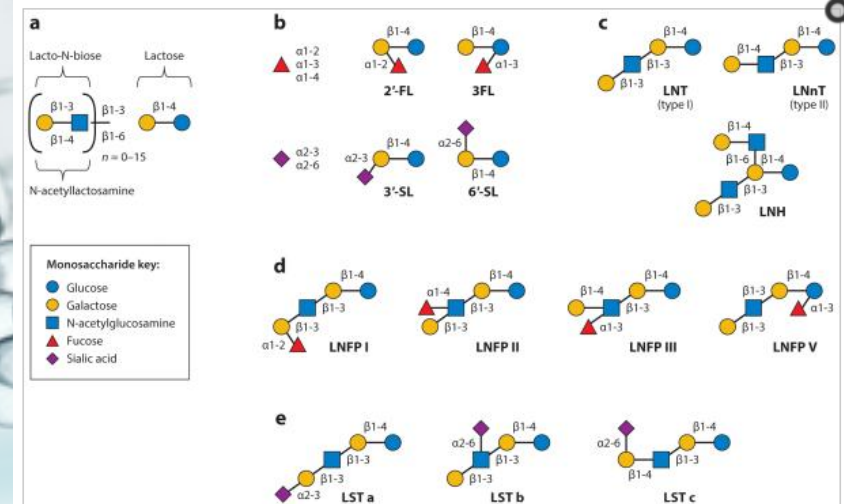 a
Lacto-N-biose
Lactose
β1-3
β1-4
β1-3
β1-6
β1-4
n = 0–15
N-acetyllactosamine
Monosaccharide key:
Glucose
Galactose
N-acetylglucosamine
Fucose
Sialic acid
b
α1-2
α1-3
α1-4
β1-4
α1-2
2'-FL
β1-4
α1-3
3FL
α2-3
α2-6
β1-4
α2-3
3'-SL
α2-6
β1-4
6'-SL
c
β1-4
β1-3
β1-3
LNT
(type I)
β1-4
β1-4
β1-3
LNnT
(type II)
β1-4
β1-6
β1-4
β1-3
β1-3
LNH
d
β1-4
β1-3
β1-3
α1-2
LNFP I
β1-4
α1-4
β1-3
β1-3
LNFP II
β1-4
β1-4
β1-3
α1-3
LNFP III
β1-4
β1-3
α1-3
β1-3
LNFP V
e
β1-4
β1-3
β1-3
α2-3
LST a
β1-4
α2-6
β1-3
β1-3
LST b
β1-4
α2-6
β1-3
β1-4
LST c